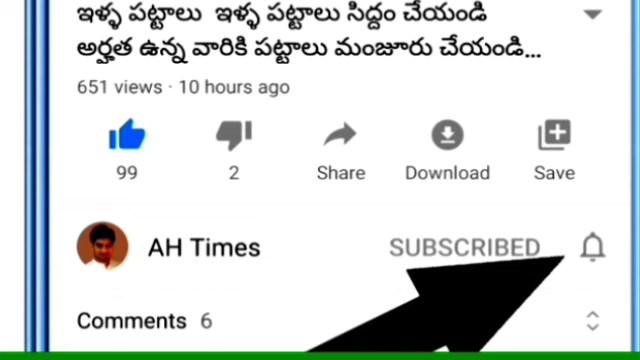 ఇళ్ళ పట్టాలు ఇళ్ళ పట్టాలు సిద్దం చేయండి
అర్హత ఉన్న వారికి పట్టాలు మంజూరు చేయండి...
651 views · 10 hours ago
99 2 Share Download Save
AH Times SUBSCRIBED
Comments 6